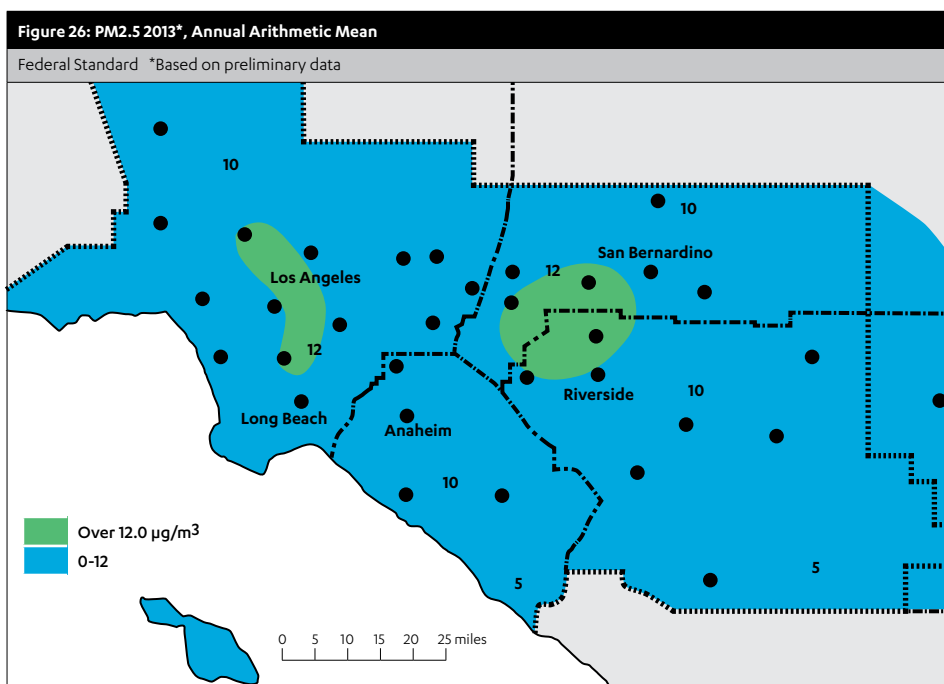 Figure 26: PM2.5 2013*, Annual Arithmetic Mean
Federal Standard *Based on preliminary data
10
10
San Bernardino
12
Los Angeles
12
Riverside
10
Long Beach
Anaheim
10
Over 12.0 µg/m3
0-12
5
5
0 5 10 15 20 25 miles